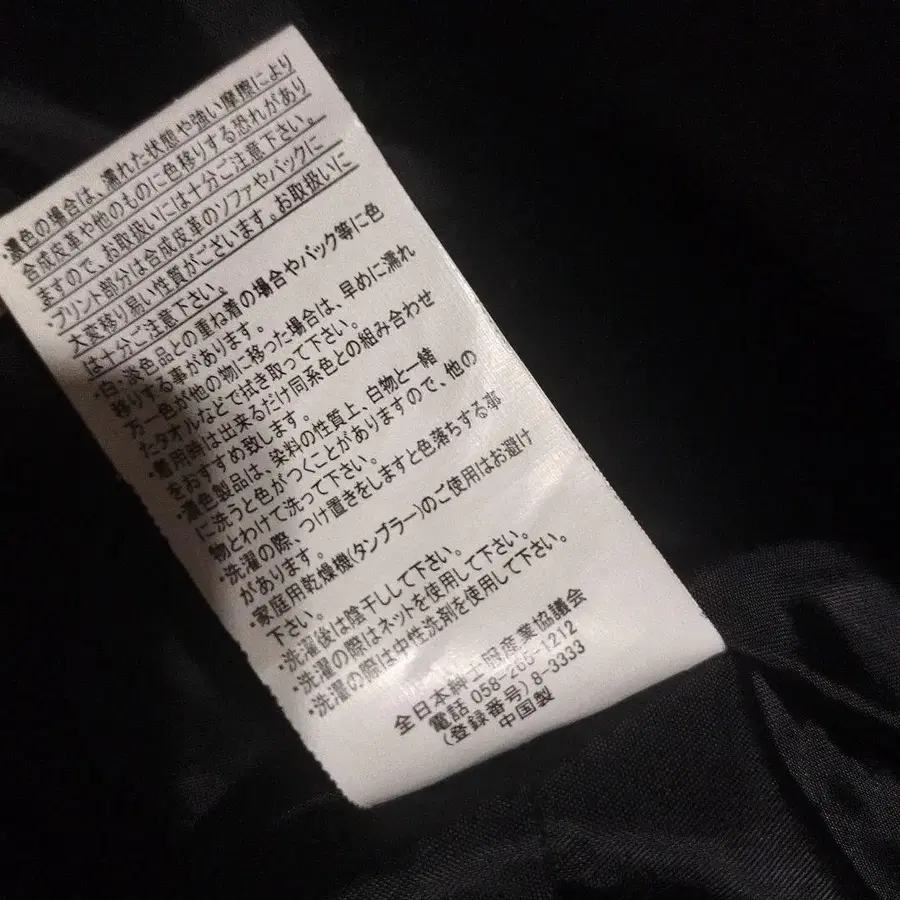 ・濃色の場合は、濡れた状態や強い摩擦により
合成皮革や他のものに色移りする恐れがあり
ますので、お取扱いには十分ご注意下さい。
・プリント部分は合成皮革のソファやバックに
大変移り易い性質がございます。お取扱いに
は十分ご注意下さい。
・白・淡色品との重ね着の場合やバック等に色
移りする事があります。
万一色が他の物に移った場合は、早めに濡れ
たタオルなどで拭き取って下さい。
・着用時は出来るだけ同系色との組み合わせ
をおすすめ致します。
・濃色製品は、染料の性質上、白物と一緒
に洗うと色がつくことがありますので、他の
物とわけて洗って下さい。
・洗濯の際、つけ置きをしますと色落ちする事
があります。
・家庭用乾燥機(タンブラー)のご使用はお避け
下さい。
・洗濯後は陰干しして下さい。
・洗濯の際はネットを使用して下さい。
・洗濯の際は中性洗剤を使用して下さい。
全日本紳士服産業協議会
電話 058-265-1212
(登録番号) 8-3333
中国製